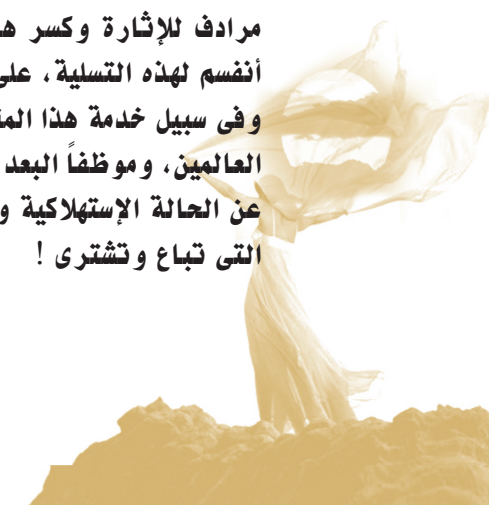 مرادف للإثارة وكسر ه
أنفسم لهذه التسلية، على
وفى سبيل خدمة هذا الم
العالمين، وموظفاً البعد
عن الحالة الإستهلاكية و
التى تباع وتشترى !